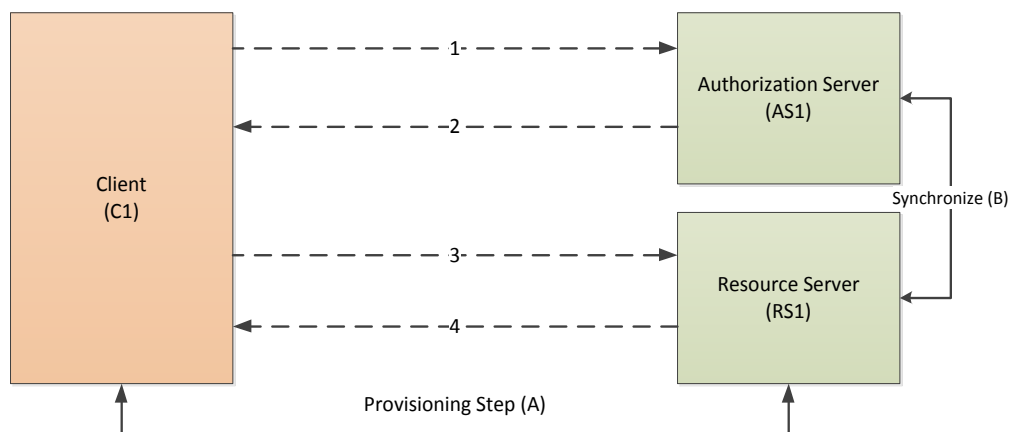 1
Authorization Server
(AS1)
2
Client
(C1)
Synchronize (B)
3
Resource Server
(RS1)
4
Provisioning Step (A)